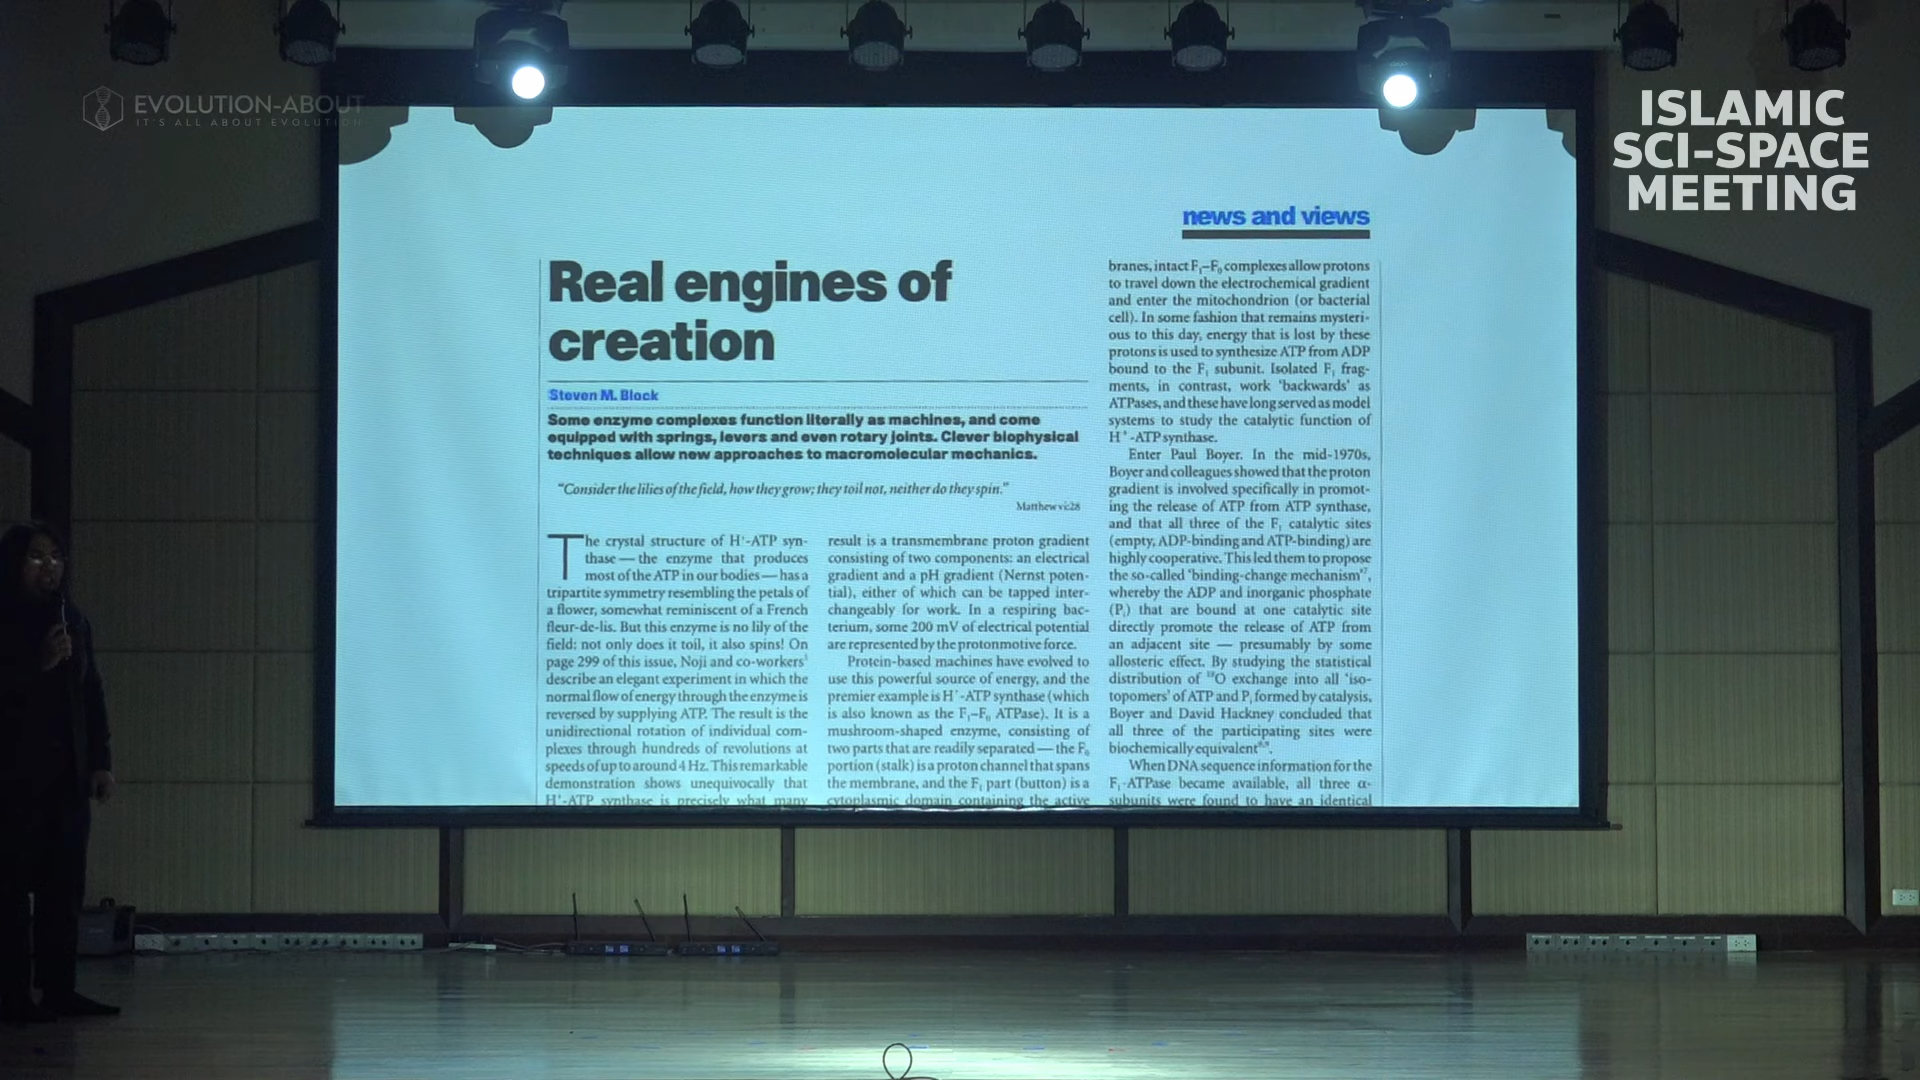 EVOLUTION-ABOUT
IT'S ALL ABOUT EVOLUTION
ISLAMIC
SCI-SPACE
MEETING
news and views
Real engines of
creation
Steven M. Block
Some enzyme complexes function literally as machines, and come
equipped with springs, levers and even rotary joints. Clever biophysical
techniques allow new approaches to macromolecular mechanics.
"Consider the lilies of the field, how they grow; they toil not, neither do they spin."
Matthew vi:28
The crystal structure of H⁺-ATP syn-
thase — the enzyme that produces
most of the ATP in our bodies — has a
tripartite symmetry resembling the petals of
a flower, somewhat reminiscent of a French
fleur-de-lis. But this enzyme is no lily of the
field: not only does it toil, it also spins! On
page 299 of this issue, Noji and co-workers¹
describe an elegant experiment in which the
normal flow of energy through the enzyme is
reversed by supplying ATP. The result is the
unidirectional rotation of individual com-
plexes through hundreds of revolutions at
speeds of up to around 4 Hz. This remarkable
demonstration shows unequivocally that
H⁺-ATP synthase is precisely what many
result is a transmembrane proton gradient
consisting of two components: an electrical
gradient and a pH gradient (Nernst poten-
tial), either of which can be tapped inter-
changeably for work. In a respiring bac-
terium, some 200 mV of electrical potential
are represented by the protonmotive force.
Protein-based machines have evolved to
use this powerful source of energy, and the
premier example is H⁺-ATP synthase (which
is also known as the F₁–F₀ ATPase). It is a
mushroom-shaped enzyme, consisting of
two parts that are readily separated — the F₀
portion (stalk) is a proton channel that spans
the membrane, and the F₁ part (button) is a
cytoplasmic domain containing the active
branes, intact F₁–F₀ complexes allow protons
to travel down the electrochemical gradient
and enter the mitochondrion (or bacterial
cell). In some fashion that remains mysteri-
ous to this day, energy that is lost by these
protons is used to synthesize ATP from ADP
bound to the F₁ subunit. Isolated F₁ frag-
ments, in contrast, work 'backwards' as
ATPases, and these have long served as model
systems to study the catalytic function of
H⁺-ATP synthase.
Enter Paul Boyer. In the mid-1970s,
Boyer and colleagues showed that the proton
gradient is involved specifically in promot-
ing the release of ATP from ATP synthase,
and that all three of the F₁ catalytic sites
(empty, ADP-binding and ATP-binding) are
highly cooperative. This led them to propose
the so-called 'binding-change mechanism'⁷,
whereby the ADP and inorganic phosphate
(Pᵢ) that are bound at one catalytic site
directly promote the release of ATP from
an adjacent site — presumably by some
allosteric effect. By studying the statistical
distribution of ¹⁸O exchange into all 'iso-
topomers' of ATP and Pᵢ formed by catalysis,
Boyer and David Hackney concluded that
all three of the participating sites were
biochemically equivalent
When DNA sequence information for the
F₁-ATPase became available, all three α-
subunits were found to have an identical